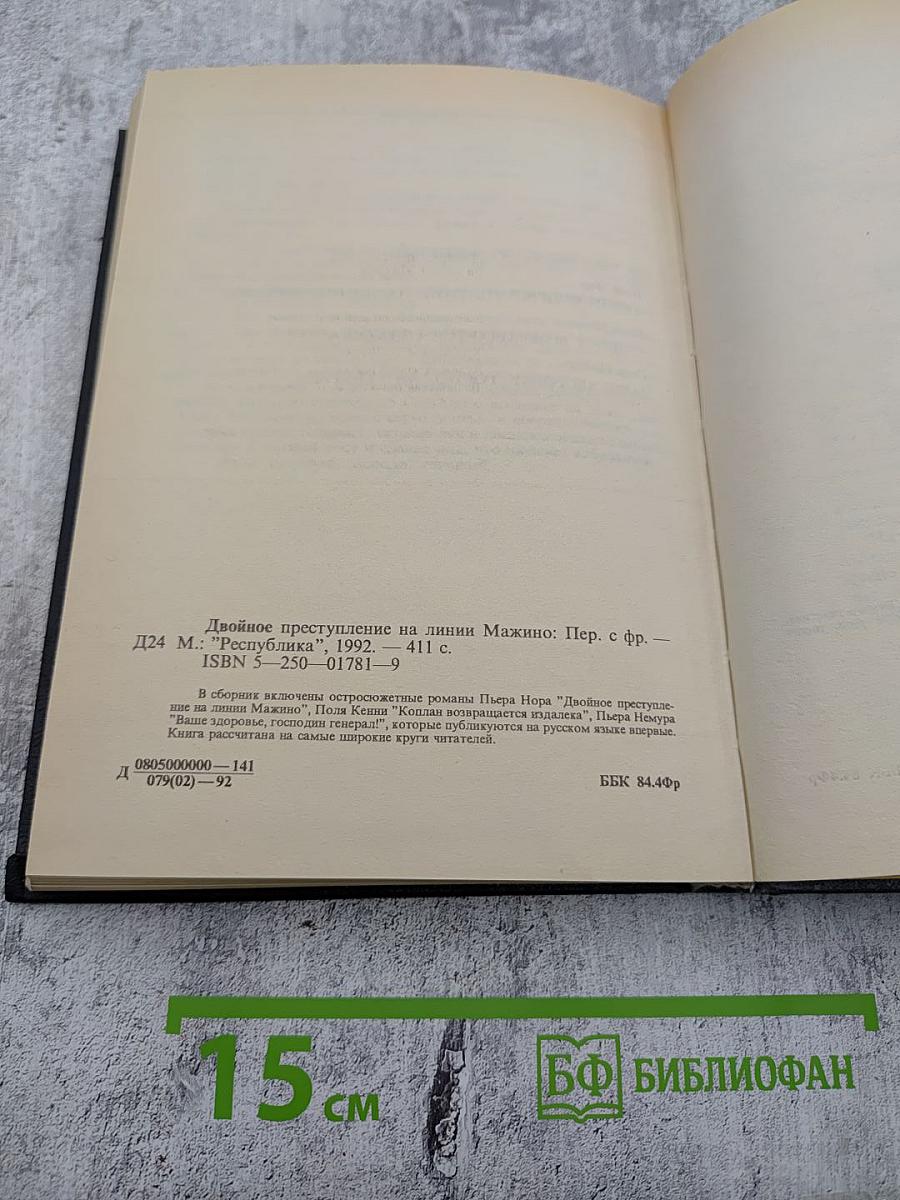 Двойное преступление на линии Мажино: Пер. с фр. —
Д24 М.: "Республика", 1992. — 411 с.
ISBN 5—250—01781—9
В сборник включены остросюжетные романы Пьера Нора "Двойное преступле-
ние на линии Мажино", Поля Кенни "Коплан возвращается издалека", Пьера Немура
"Ваше здоровье, господин генерал!", которые публикуются на русском языке впервые.
Книга рассчитана на самые широкие круги читателей.
Д 0805000000—141
079(02)—92
ББК 84.4Фр
15 см
БФ БИБЛИОФАН